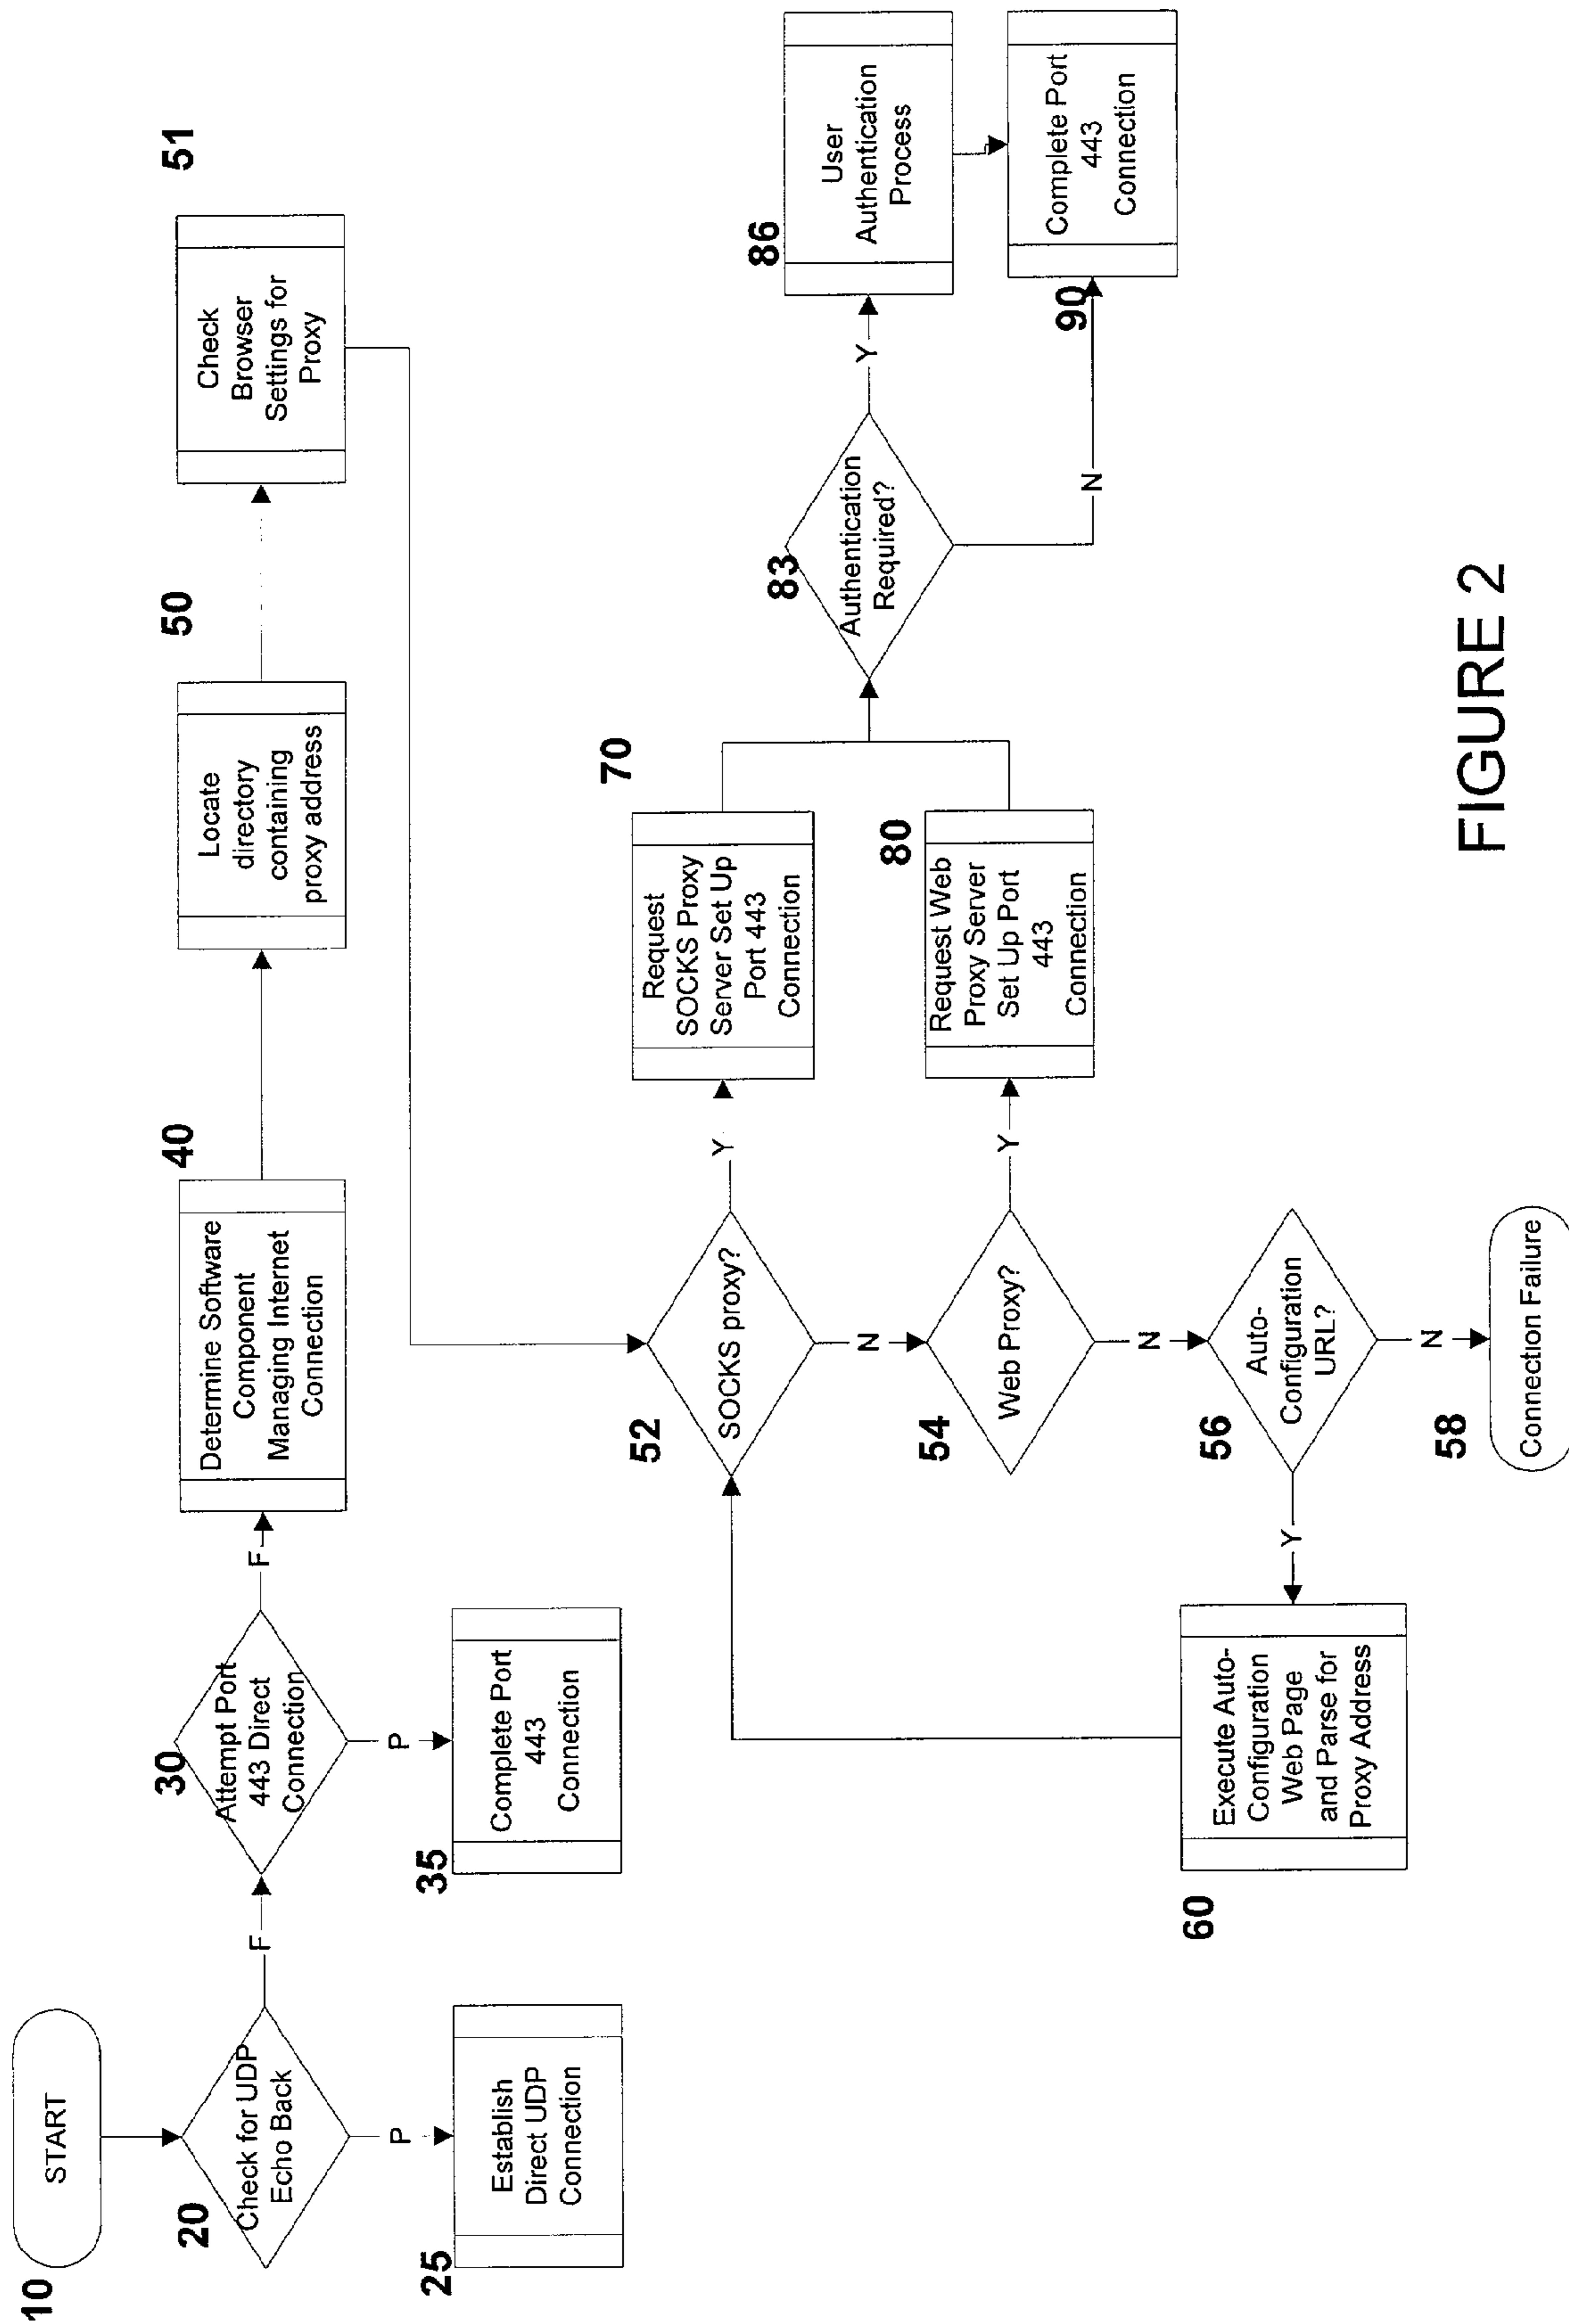 10
START
20
Check for UDP
Echo Back
F
P
25
Establish
Direct UDP
Connection
30
Attempt Port
443 Direct
Connection
F
P
35
Complete Port
443
Connection
40
Determine Software
Component
Managing Internet
Connection
50
Locate
directory
containing
proxy address
51
Check
Browser
Settings for
Proxy
52
SOCKS proxy?
Y
N
70
Request
SOCKS Proxy
Server Set Up
Port 443
Connection
54
Web Proxy?
Y
N
80
Request Web
Proxy Server
Set Up Port
443
Connection
56
Auto-
Configuration
URL?
Y
N
58
Connection Failure
60
Execute Auto-
Configuration
Web Page
and Parse for
Proxy Address
83
Authentication
Required?
Y
N
86
User
Authentication
Process
90
Complete Port
443
Connection
FIGURE 2